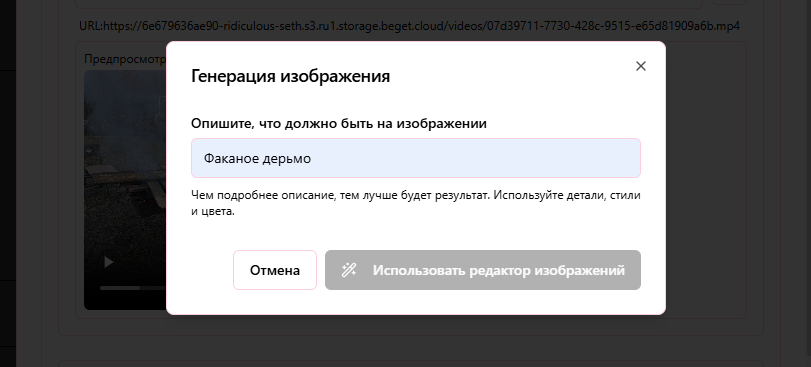 URL:https://6e679636ae90-ridiculous-seth.s3.ru1.storage.beget.cloud/videos/07d39711-7730-428c-9515-e65d81909a6b.mp4
Предпросмотр
Генерация изображения
Опишите, что должно быть на изображении
Факаное дерьмо
Чем подробнее описание, тем лучше будет результат. Используйте детали, стили
и цвета.
Отмена
Использовать редактор изображений